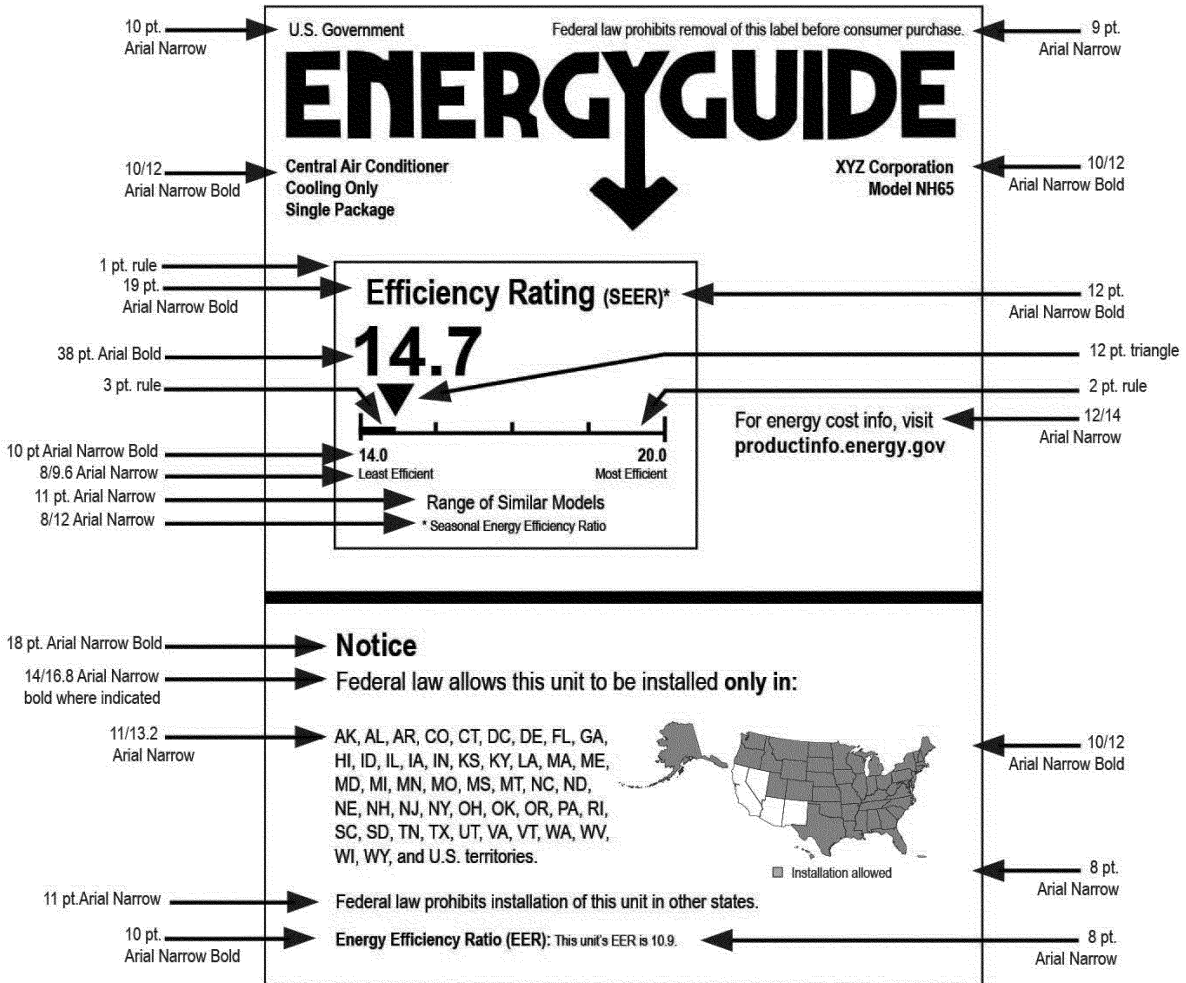 10 pt.
Arial Narrow
U.S. Government
Federal law prohibits removal of this label before consumer purchase.
9 pt.
Arial Narrow
ENERGYGUIDE
10/12
Arial Narrow Bold
Central Air Conditioner
Cooling Only
Single Package
XYZ Corporation
Model NH65
10/12
Arial Narrow Bold
1 pt. rule
19 pt.
Arial Narrow Bold
Efficiency Rating (SEER)*
12 pt.
Arial Narrow Bold
38 pt. Arial Bold
14.7
12 pt. triangle
3 pt. rule
2 pt. rule
For energy cost info, visit
productinfo.energy.gov
12/14
Arial Narrow
10 pt Arial Narrow Bold
14.0
20.0
8/9.6 Arial Narrow
Least Efficient
Most Efficient
11 pt. Arial Narrow
Range of Similar Models
8/12 Arial Narrow
* Seasonal Energy Efficiency Ratio
18 pt. Arial Narrow Bold
Notice
14/16.8 Arial Narrow
bold where indicated
Federal law allows this unit to be installed only in:
11/13.2
Arial Narrow
AK, AL, AR, CO, CT, DC, DE, FL, GA,
HI, ID, IL, IA, IN, KS, KY, LA, MA, ME,
MD, MI, MN, MO, MS, MT, NC, ND,
NE, NH, NJ, NY, OH, OK, OR, PA, RI,
SC, SD, TN, TX, UT, VA, VT, WA, WV,
WI, WY, and U.S. territories.
10/12
Arial Narrow Bold
Installation allowed
8 pt.
Arial Narrow
11 pt.Arial Narrow
Federal law prohibits installation of this unit in other states.
10 pt.
Arial Narrow Bold
Energy Efficiency Ratio (EER): This unit's EER is 10.9.
8 pt.
Arial Narrow